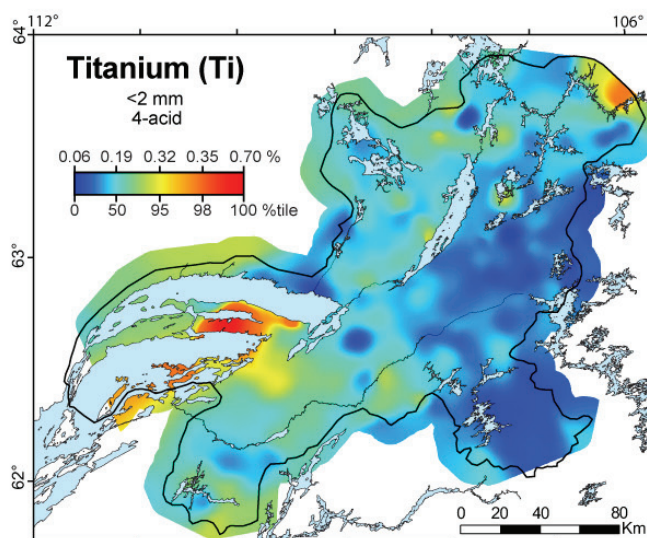 112° 106°
64°
Titanium (Ti)
<2 mm
4-acid
0.06 0.19 0.32 0.35 0.70 %
0 50 95 98 100 %tile
63°
62°
0 20 40 60 80
Km